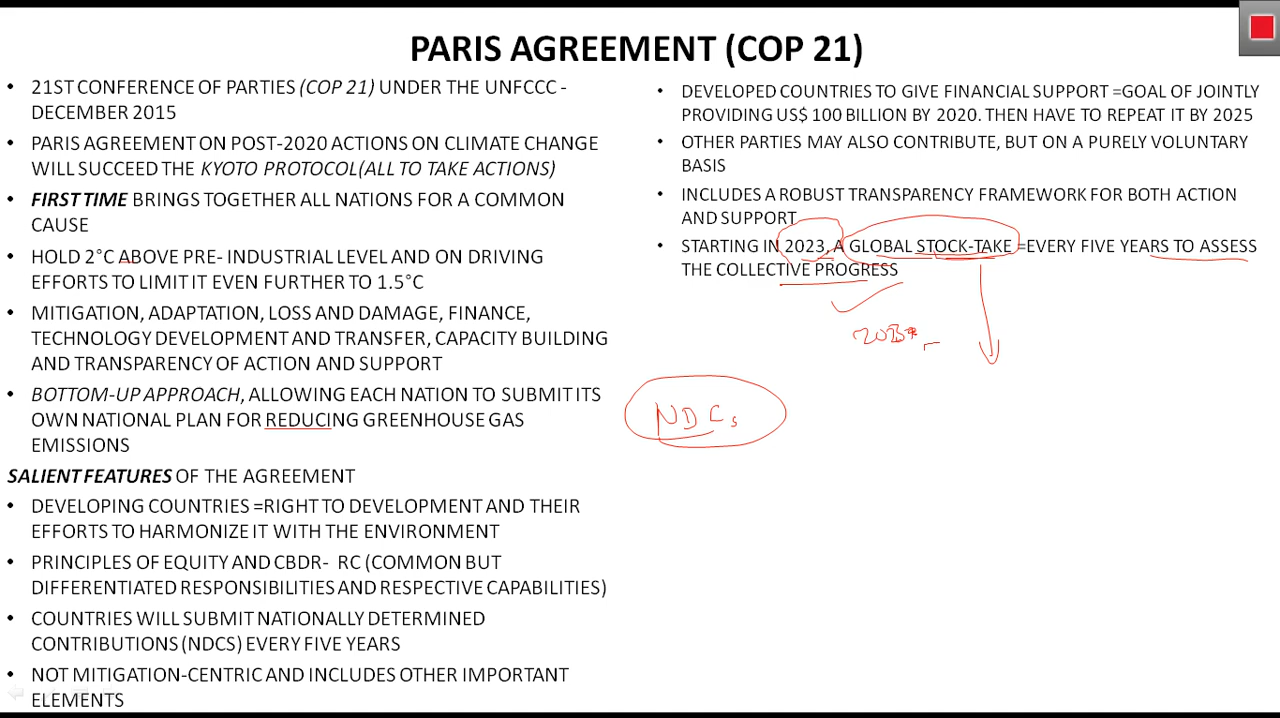 PARIS AGREEMENT (COP 21)
• 21ST CONFERENCE OF PARTIES (COP 21) UNDER THE UNFCCC -
DECEMBER 2015
• PARIS AGREEMENT ON POST-2020 ACTIONS ON CLIMATE CHANGE
WILL SUCCEED THE KYOTO PROTOCOL(ALL TO TAKE ACTIONS)
• FIRST TIME BRINGS TOGETHER ALL NATIONS FOR A COMMON
CAUSE
• HOLD 2°C ABOVE PRE- INDUSTRIAL LEVEL AND ON DRIVING
EFFORTS TO LIMIT IT EVEN FURTHER TO 1.5°C
• MITIGATION, ADAPTATION, LOSS AND DAMAGE, FINANCE,
TECHNOLOGY DEVELOPMENT AND TRANSFER, CAPACITY BUILDING
AND TRANSPARENCY OF ACTION AND SUPPORT
• BOTTOM-UP APPROACH, ALLOWING EACH NATION TO SUBMIT ITS
OWN NATIONAL PLAN FOR REDUCING GREENHOUSE GAS
EMISSIONS
SALIENT FEATURES OF THE AGREEMENT
• DEVELOPING COUNTRIES =RIGHT TO DEVELOPMENT AND THEIR
EFFORTS TO HARMONIZE IT WITH THE ENVIRONMENT
• PRINCIPLES OF EQUITY AND CBDR- RC (COMMON BUT
DIFFERENTIATED RESPONSIBILITIES AND RESPECTIVE CAPABILITIES)
• COUNTRIES WILL SUBMIT NATIONALLY DETERMINED
CONTRIBUTIONS (NDCS) EVERY FIVE YEARS
• NOT MITIGATION-CENTRIC AND INCLUDES OTHER IMPORTANT
ELEMENTS
• DEVELOPED COUNTRIES TO GIVE FINANCIAL SUPPORT =GOAL OF JOINTLY
PROVIDING US$ 100 BILLION BY 2020. THEN HAVE TO REPEAT IT BY 2025
• OTHER PARTIES MAY ALSO CONTRIBUTE, BUT ON A PURELY VOLUNTARY
BASIS
• INCLUDES A ROBUST TRANSPARENCY FRAMEWORK FOR BOTH ACTION
AND SUPPORT
• STARTING IN 2023, A GLOBAL STOCK-TAKE =EVERY FIVE YEARS TO ASSESS
THE COLLECTIVE PROGRESS
NDCs